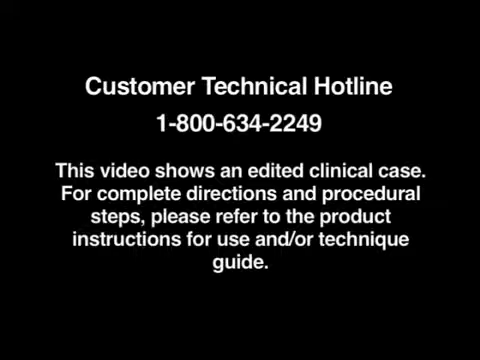 Customer Technical Hotline
1-800-634-2249
This video shows an edited clinical case.
For complete directions and procedural
steps, please refer to the product
instructions for use and/or technique
guide.